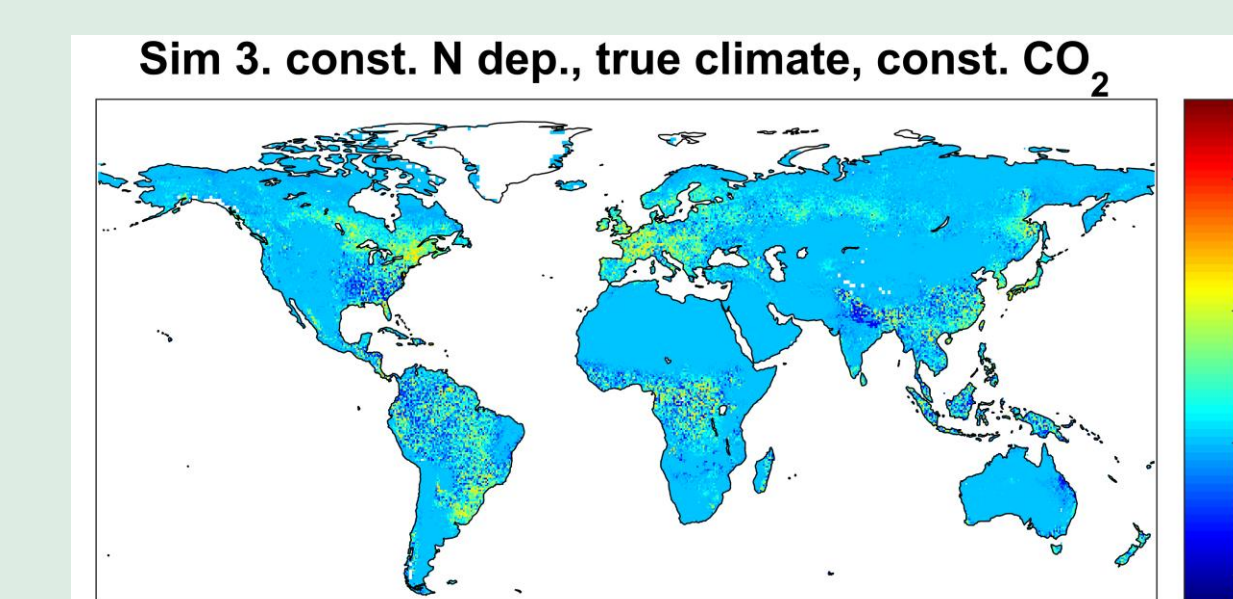 Sim 3. const. N dep., true climate, const. CO₂